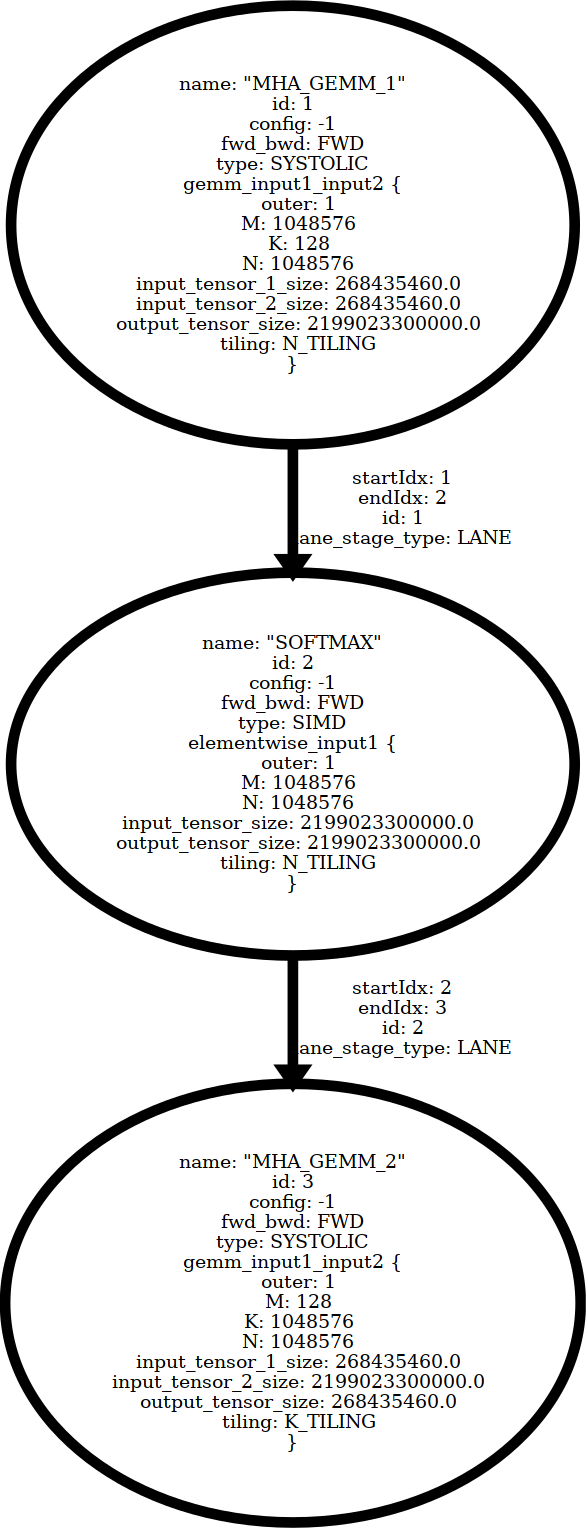 name: "MHA_GEMM_1"
id: 1
config: -1
fwd_bwd: FWD
type: SYSTOLIC
gemm_input1_input2 {
outer: 1
M: 1048576
K: 128
N: 1048576
input_tensor_1_size: 268435460.0
input_tensor_2_size: 268435460.0
output_tensor_size: 2199023300000.0
tiling: N_TILING
}
startIdx: 1
endIdx: 2
id: 1
lane_stage_type: LANE
name: "SOFTMAX"
id: 2
config: -1
fwd_bwd: FWD
type: SIMD
elementwise_input1 {
outer: 1
M: 1048576
N: 1048576
input_tensor_size: 2199023300000.0
output_tensor_size: 2199023300000.0
tiling: N_TILING
}
startIdx: 2
endIdx: 3
id: 2
lane_stage_type: LANE
name: "MHA_GEMM_2"
id: 3
config: -1
fwd_bwd: FWD
type: SYSTOLIC
gemm_input1_input2 {
outer: 1
M: 128
K: 1048576
N: 1048576
input_tensor_1_size: 268435460.0
input_tensor_2_size: 2199023300000.0
output_tensor_size: 268435460.0
tiling: K_TILING
}